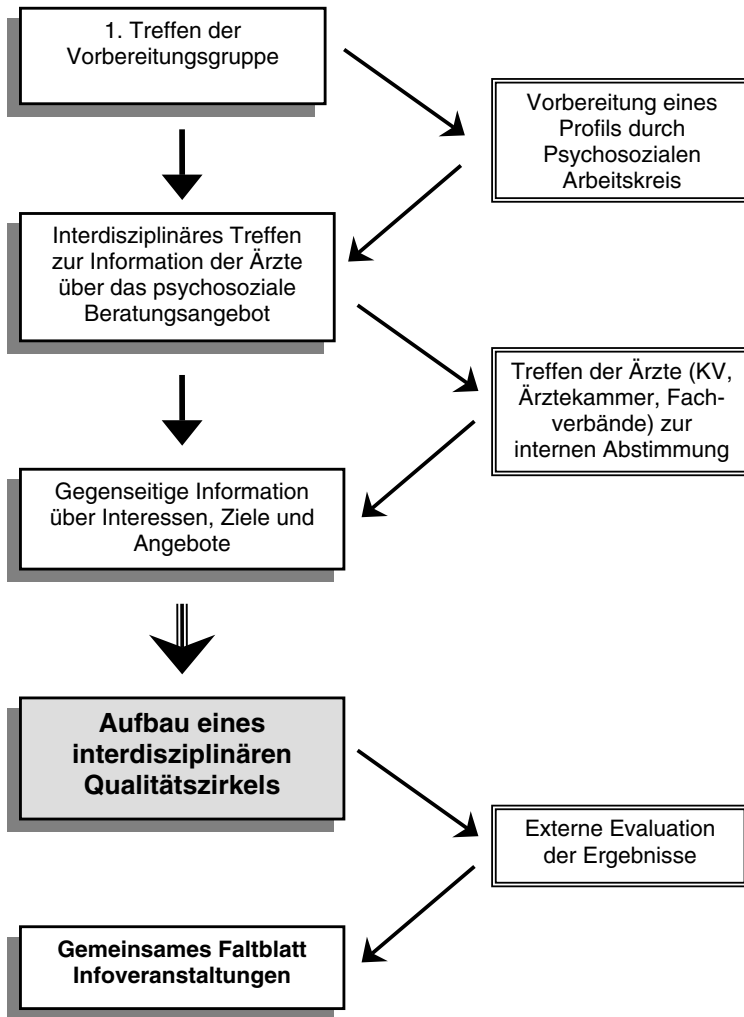 1. Treffen der
Vorbereitungsgruppe
Vorbereitung eines
Profils durch
Psychosozialen
Arbeitskreis
Interdisziplinäres Treffen
zur Information der Ärzte
über das psychosoziale
Beratungsangebot
Treffen der Ärzte (KV,
Ärztekammer, Fach-
verbände) zur
internen Abstimmung
Gegenseitige Information
über Interessen, Ziele und
Angebote
Aufbau eines
interdisziplinären
Qualitätszirkels
Externe Evaluation
der Ergebnisse
Gemeinsames Faltblatt
Infoveranstaltungen